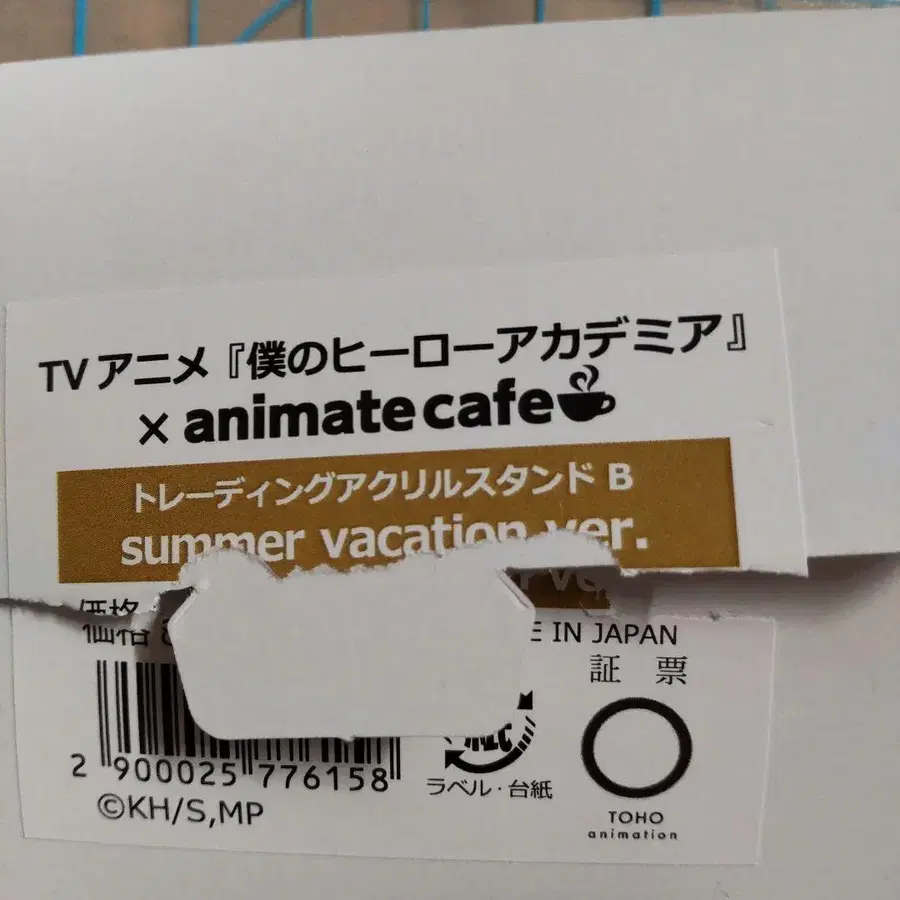 TVアニメ『僕のヒーローアカデミア』
× animate cafe
トレーディングアクリルスタンド B
summer vacation ver.
価格
IN JAPAN
証 票
2 900025 776158
ラベル・台紙
©KH/S,MP
TOHO
animation